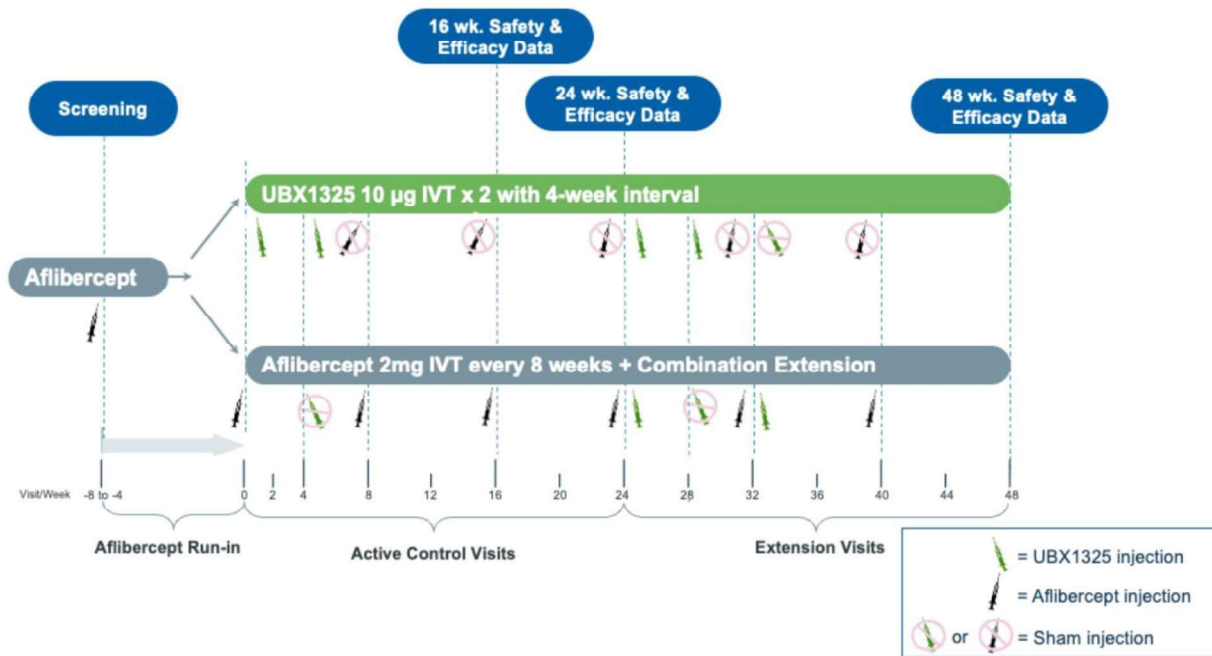 16 wk. Safety &
Efficacy Data
Screening
24 wk. Safety &
Efficacy Data
48 wk. Safety &
Efficacy Data
UBX1325 10 µg IVT x 2 with 4-week interval
Aflibercept
Aflibercept 2mg IVT every 8 weeks + Combination Extension
Visit/Week -8 to -4 0 2 4 8 12 16 20 24 28 32 36 40 44 48
Aflibercept Run-in
Active Control Visits
Extension Visits
= UBX1325 injection
= Aflibercept injection
or = Sham injection